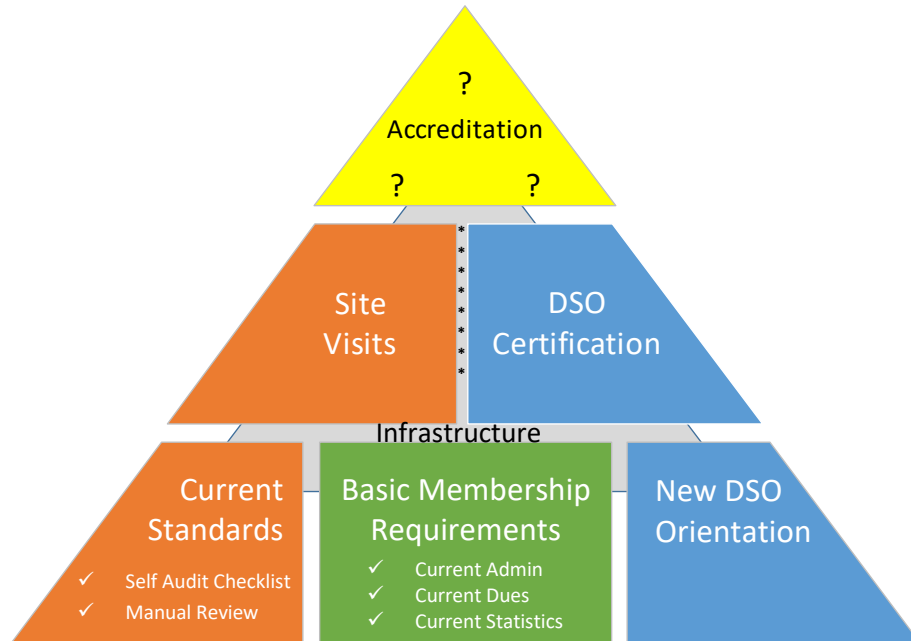 ?
Accreditation
? ?
*
*
*
*
*
*
*
*
Site
Visits
DSO
Certification
Infrastructure
Current
Standards
✓ Self Audit Checklist
✓ Manual Review
Basic Membership
Requirements
✓ Current Admin
✓ Current Dues
✓ Current Statistics
New DSO
Orientation